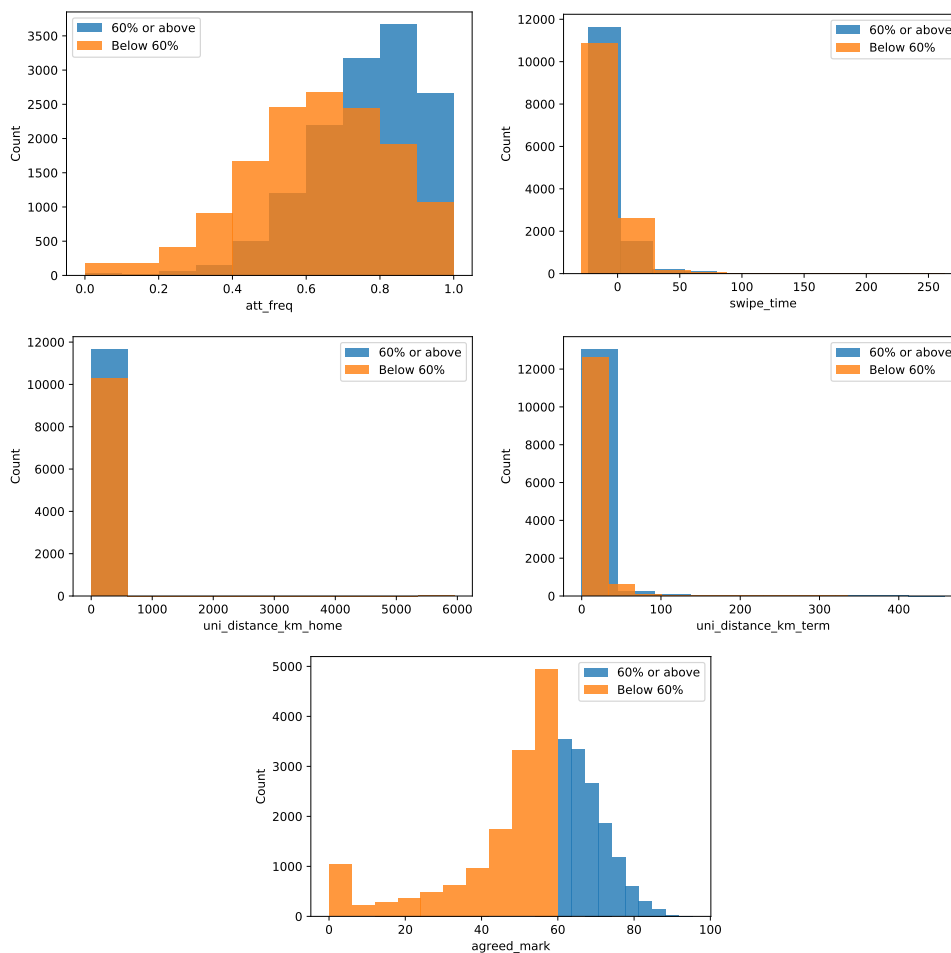 60% or above
Below 60%
Count
3500
3000
2500
2000
1500
1000
500
0
0.0 0.2 0.4 0.6 0.8 1.0
att_freq
60% or above
Below 60%
Count
12000
10000
8000
6000
4000
2000
0
0 50 100 150 200 250
swipe_time
60% or above
Below 60%
Count
12000
10000
8000
6000
4000
2000
0
0 1000 2000 3000 4000 5000 6000
uni_distance_km_home
60% or above
Below 60%
Count
12000
10000
8000
6000
4000
2000
0
0 100 200 300 400
uni_distance_km_term
60% or above
Below 60%
Count
5000
4000
3000
2000
1000
0
0 20 40 60 80 100
agreed_mark